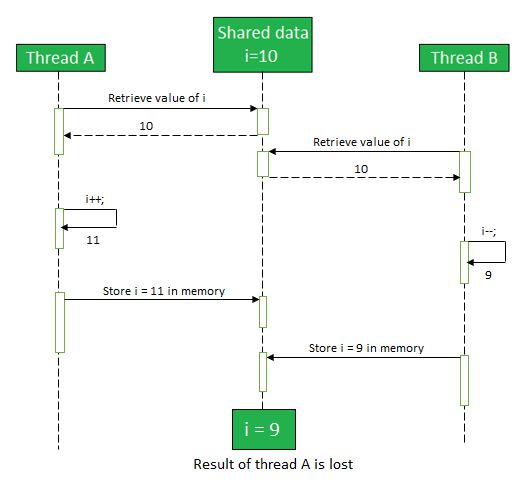 Shared data
i=10
Thread A
Thread B
Retrieve value of i
10
Retrieve value of i
10
i++;
11
i--;
9
Store i = 11 in memory
Store i = 9 in memory
i = 9
Result of thread A is lost